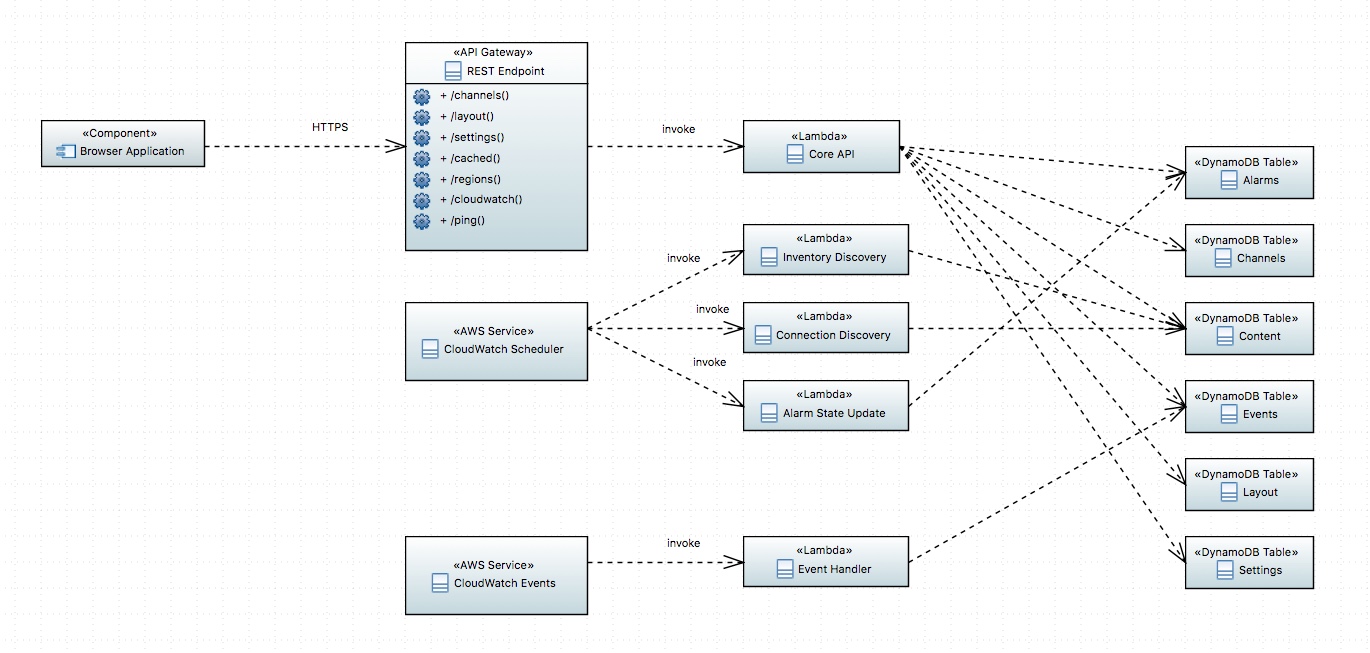 «Component»
Browser Application
HTTPS
«API Gateway»
REST Endpoint
+ /channels()
+ /layout()
+ /settings()
+ /cached()
+ /regions()
+ /cloudwatch()
+ /ping()
invoke
«Lambda»
Core API
«AWS Service»
CloudWatch Scheduler
invoke
«Lambda»
Inventory Discovery
invoke
«Lambda»
Connection Discovery
invoke
«Lambda»
Alarm State Update
«AWS Service»
CloudWatch Events
invoke
«Lambda»
Event Handler
«DynamoDB Table»
Alarms
«DynamoDB Table»
Channels
«DynamoDB Table»
Content
«DynamoDB Table»
Events
«DynamoDB Table»
Layout
«DynamoDB Table»
Settings